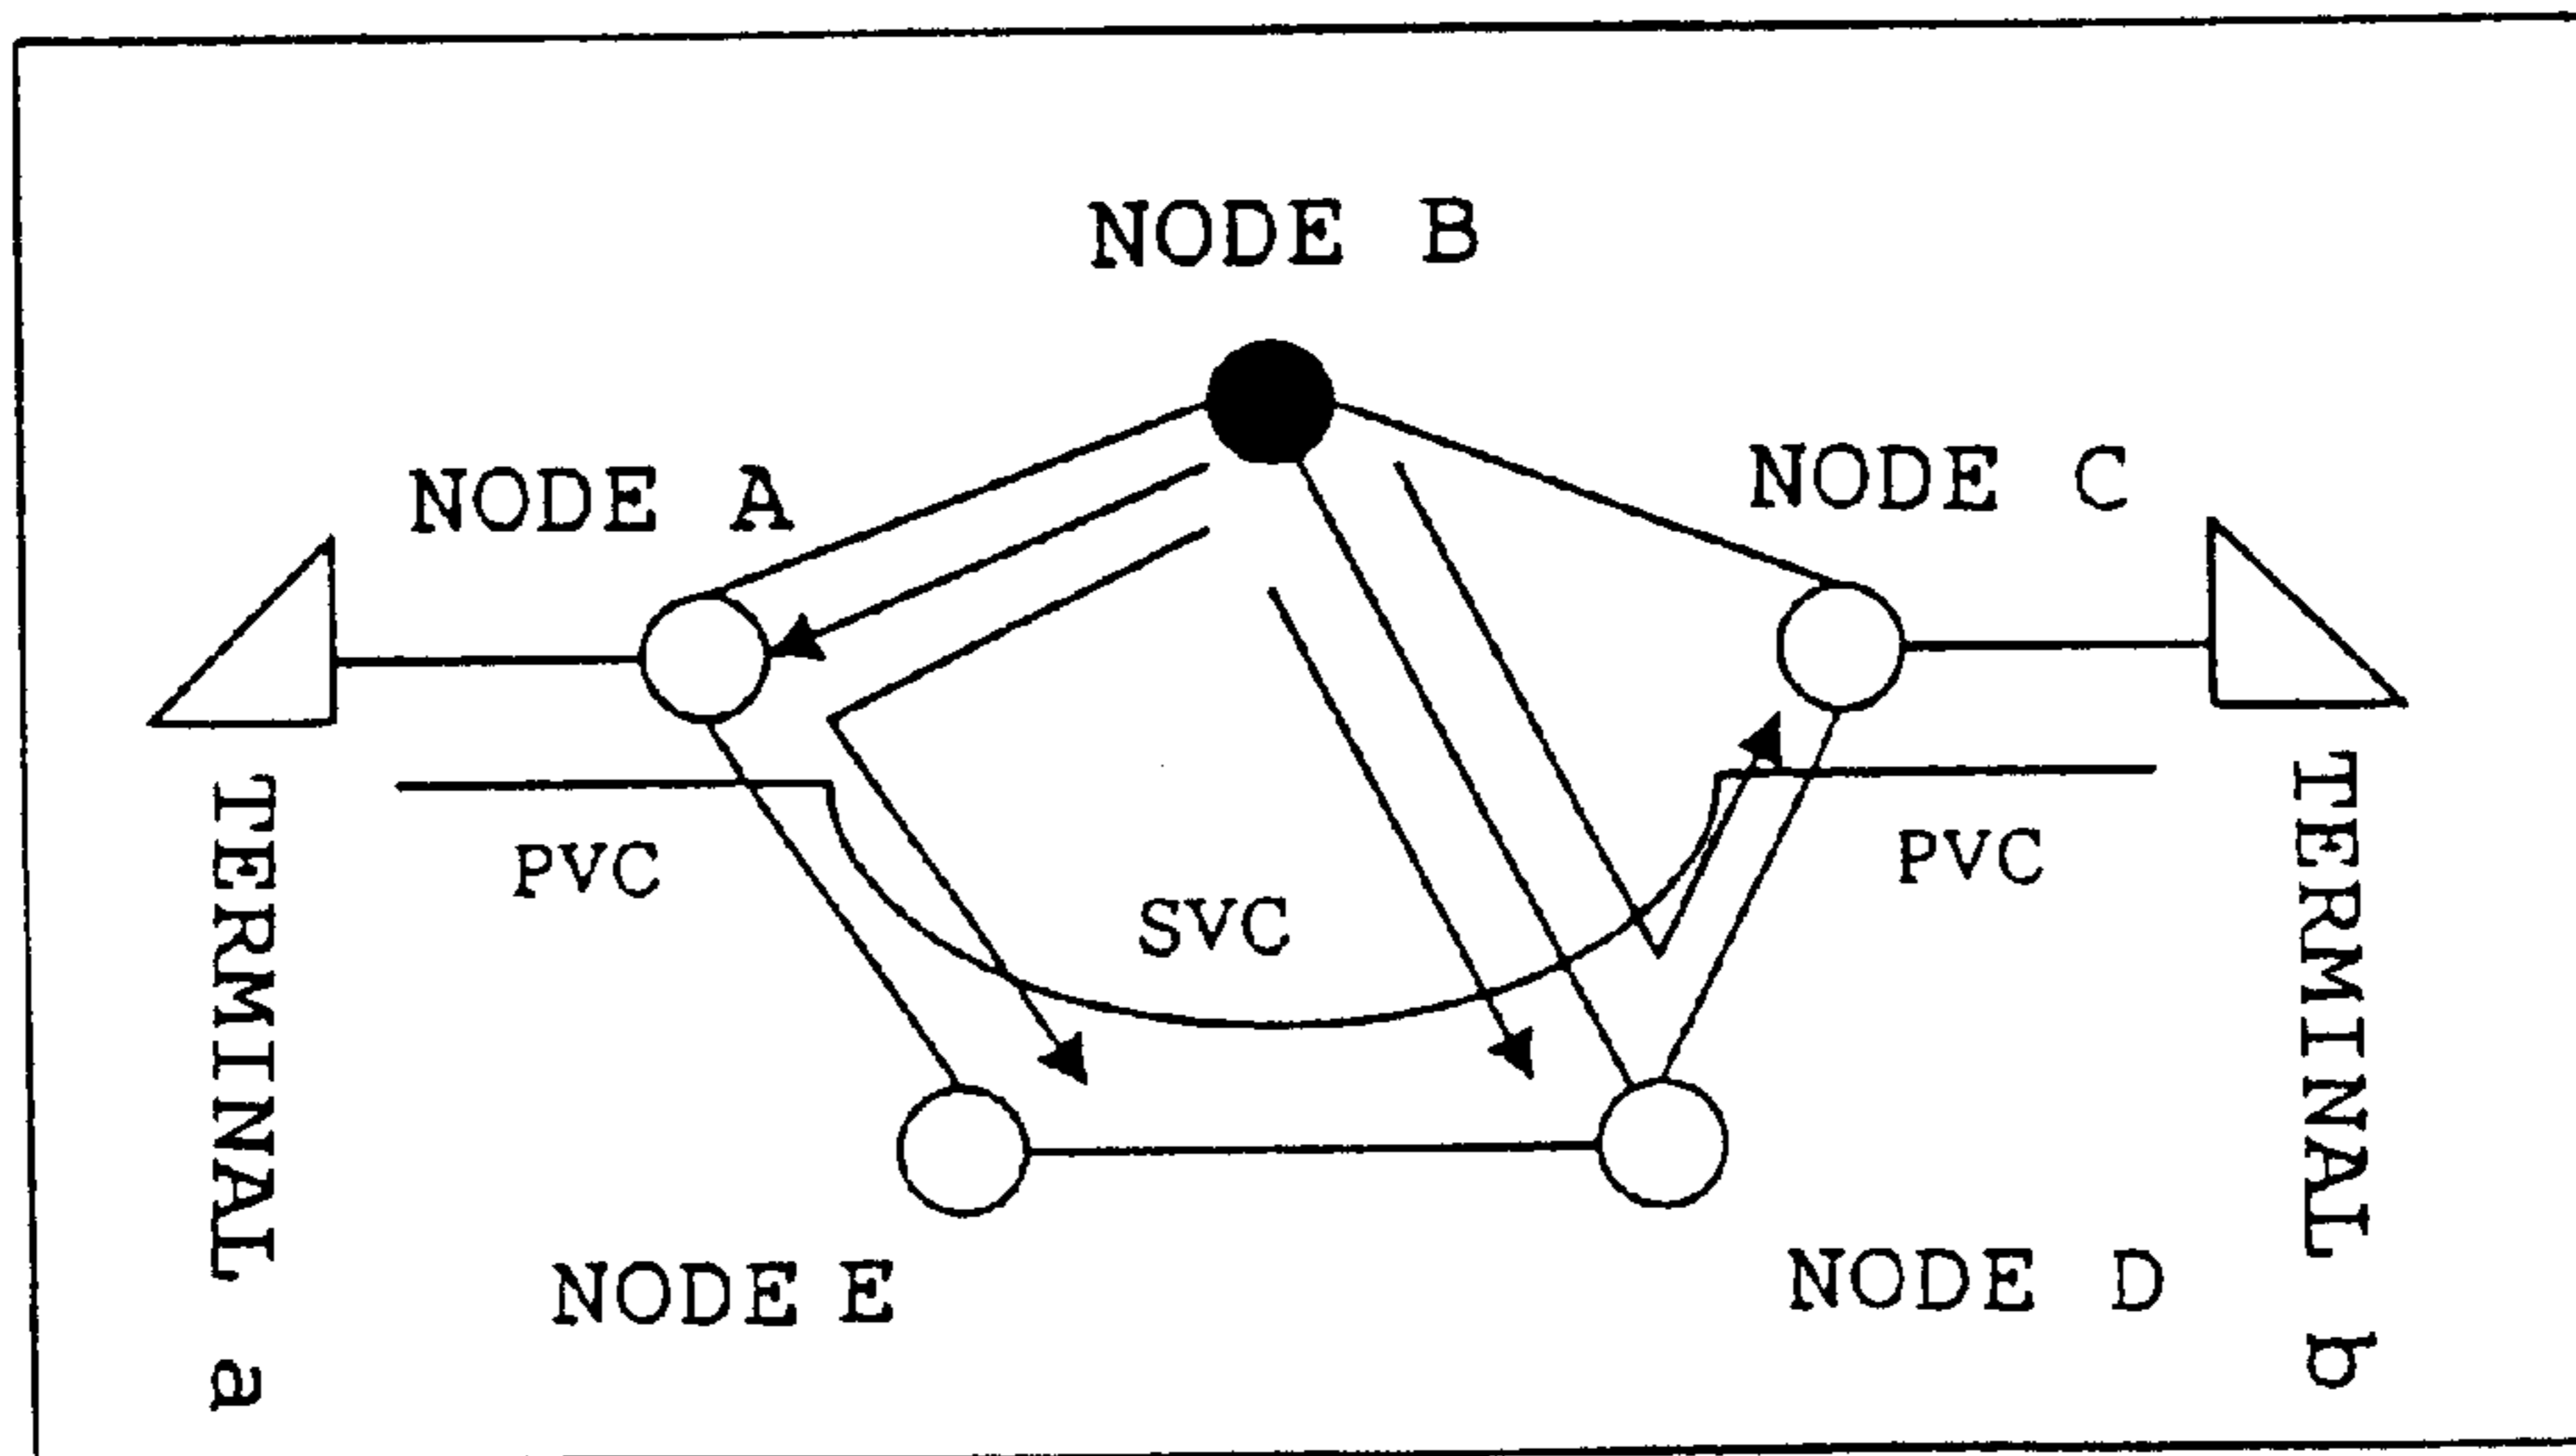 NODE B
NODE A
NODE C
PVC
SVC
PVC
TERMINAL a
TERMINAL b
NODE E
NODE D